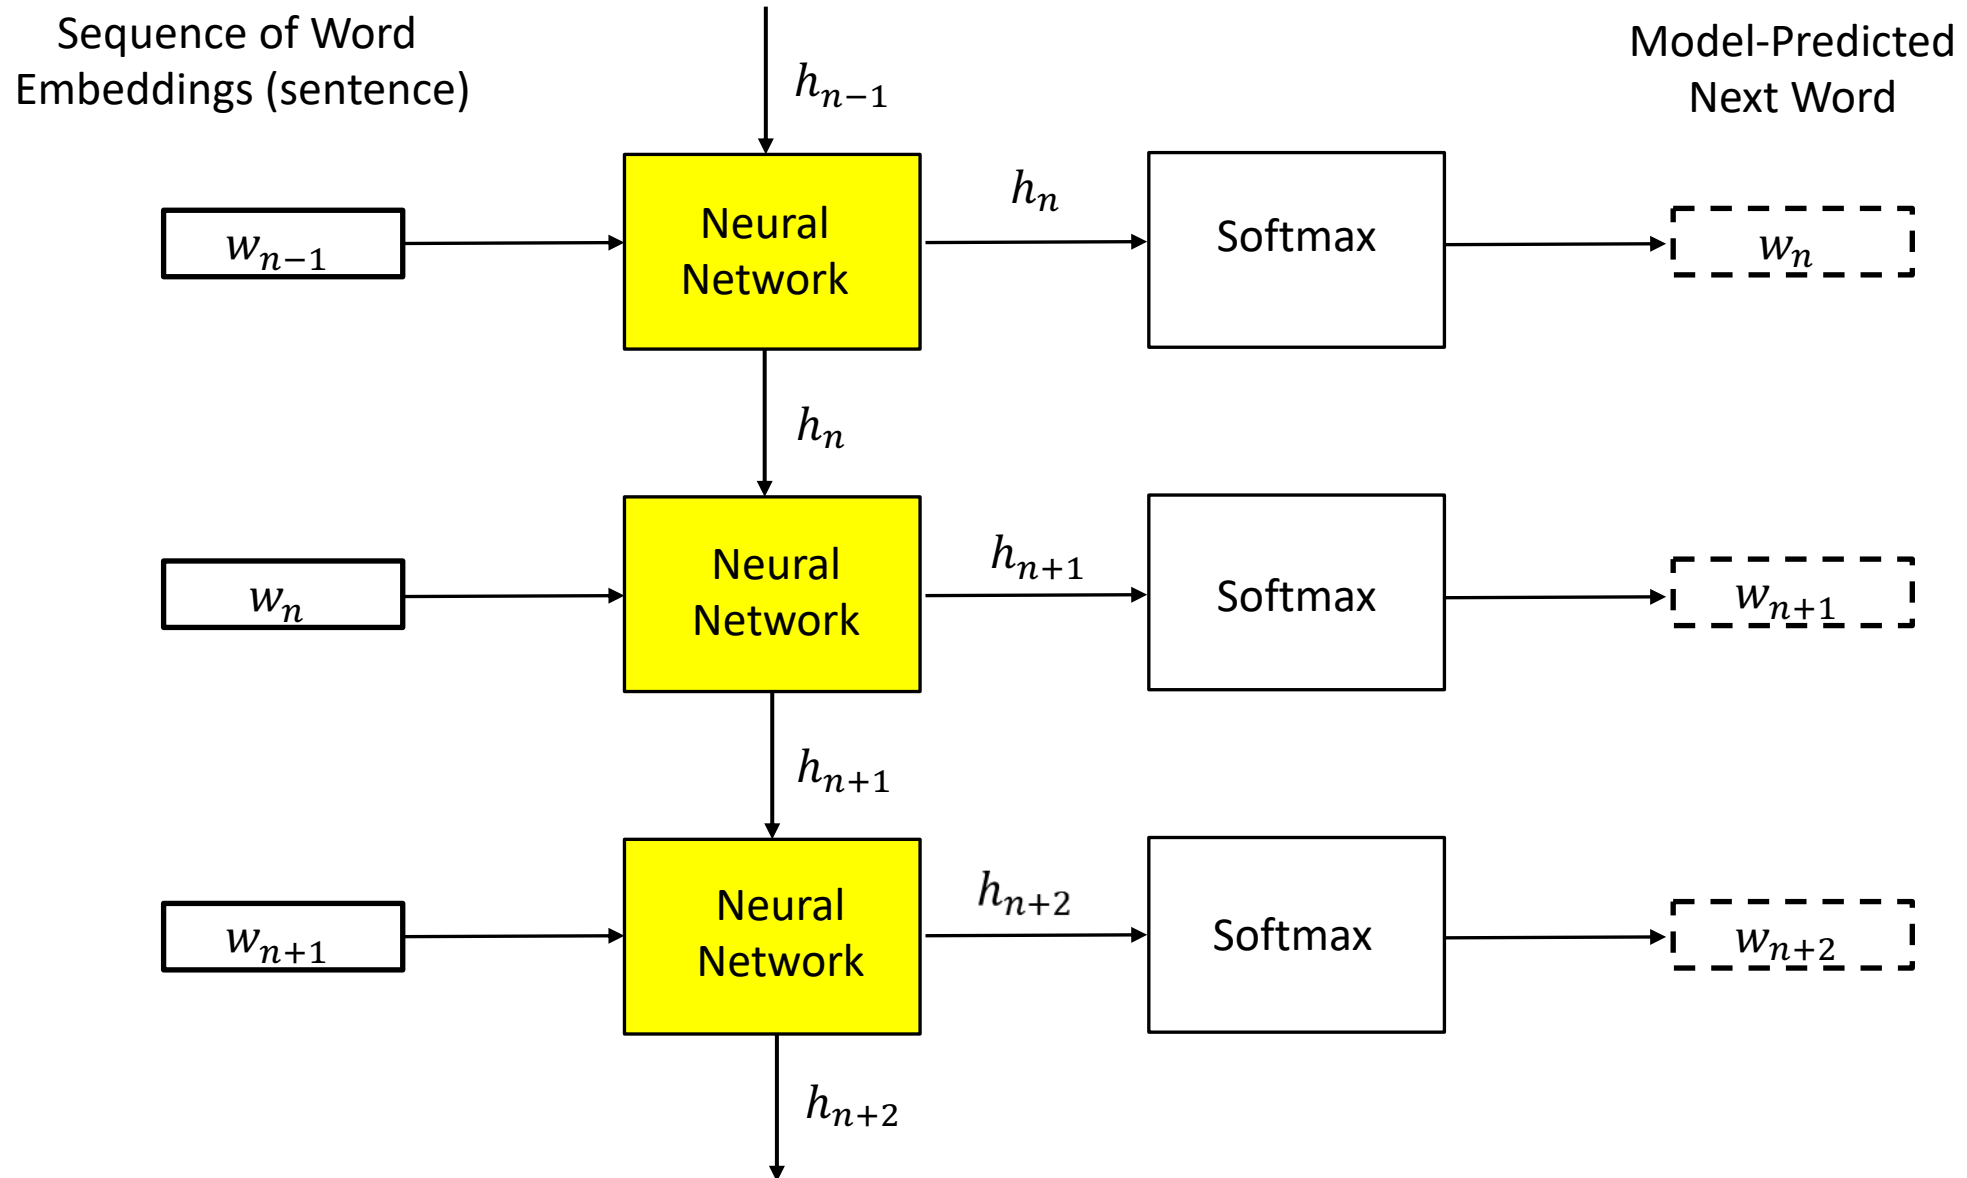 Sequence of Word
Embeddings (sentence)
Model-Predicted
Next Word
h_{n−1}
w_{n−1}
Neural
Network
h_n
Softmax
w_n
h_n
w_n
Neural
Network
h_{n+1}
Softmax
w_{n+1}
h_{n+1}
w_{n+1}
Neural
Network
h_{n+2}
Softmax
w_{n+2}
h_{n+2}